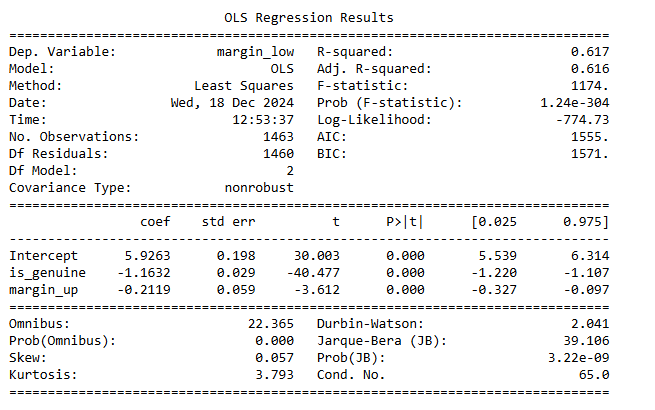 OLS Regression Results
==============================================================================
Dep. Variable:             margin_low   R-squared:                       0.617
Model:                            OLS   Adj. R-squared:                  0.616
Method:                 Least Squares   F-statistic:                     1174.
Date:                Wed, 18 Dec 2024   Prob (F-statistic):          1.24e-304
Time:                        12:53:37   Log-Likelihood:                -774.73
No. Observations:                1463   AIC:                             1555.
Df Residuals:                    1460   BIC:                             1571.
Df Model:                           2
Covariance Type:            nonrobust
==============================================================================
                 coef    std err          t      P>|t|      [0.025      0.975]
------------------------------------------------------------------------------
Intercept      5.9263      0.198     30.003      0.000       5.539       6.314
is_genuine    -1.1632      0.029    -40.477      0.000      -1.220      -1.107
margin_up     -0.2119      0.059     -3.612      0.000      -0.327      -0.097
==============================================================================
Omnibus:                       22.365   Durbin-Watson:                   2.041
Prob(Omnibus):                  0.000   Jarque-Bera (JB):               39.106
Skew:                           0.057   Prob(JB):                     3.22e-09
Kurtosis:                       3.793   Cond. No.                         65.0
==============================================================================